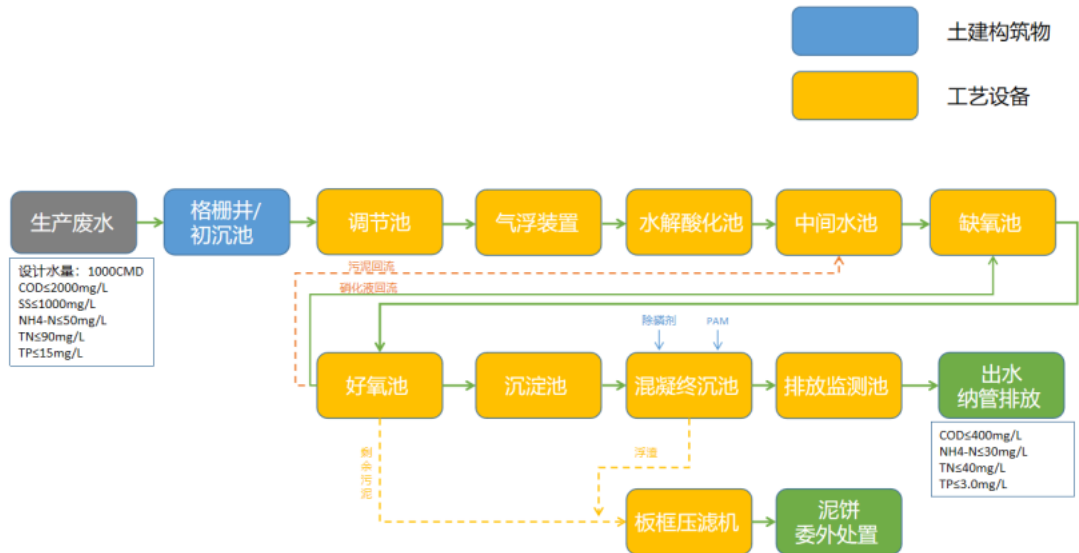 土建构筑物
工艺设备
生产废水
格栅井/
初沉池
调节池
气浮装置
水解酸化池
中间水池
缺氧池
设计水量：1000CMD
COD≤2000mg/L
SS≤1000mg/L
NH4-N≤50mg/L
TN≤90mg/L
TP≤15mg/L
污泥回流
硝化液回流
除磷剂
PAM
好氧池
沉淀池
混凝终沉池
排放监测池
出水
纳管排放
COD≤400mg/L
NH4-N≤30mg/L
TN≤40mg/L
TP≤3.0mg/L
剩余污泥
浮渣
板框压滤机
泥饼
委外处置